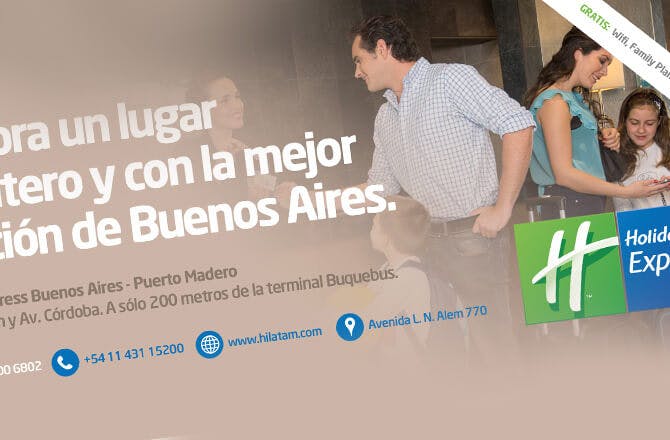 GRATIS: Wifi, Family Plan
ora un lugar
tero y con la mejor
ción de Buenos Aires.
ress Buenos Aires - Puerto Madero
n y Av. Córdoba. A sólo 200 metros de la terminal Buquebus.
00 6802
+54 11 431 15200
www.hilatam.com
Avenida L. N. Alem 770
H
Holida
Exp